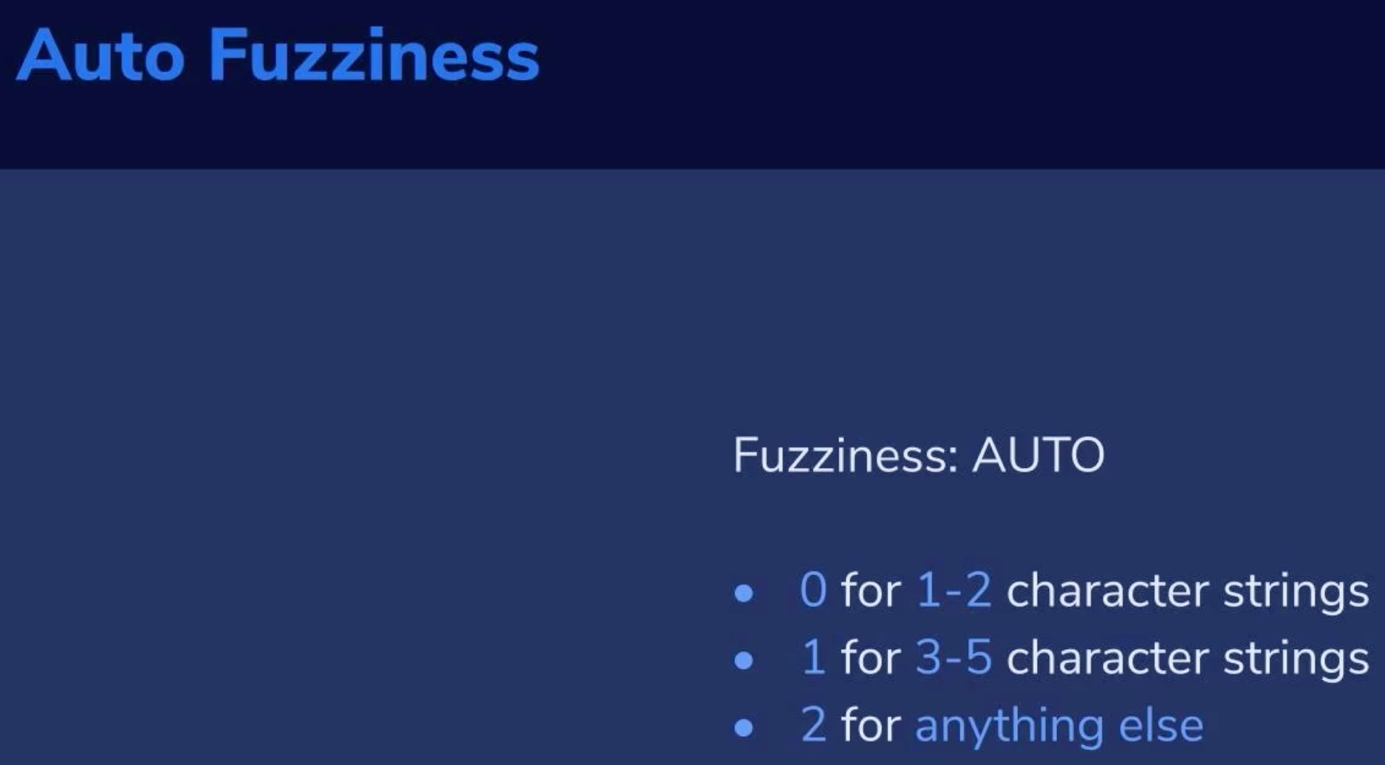 Auto Fuzziness
Fuzziness: AUTO
• 0 for 1-2 character strings
• 1 for 3-5 character strings
• 2 for anything else